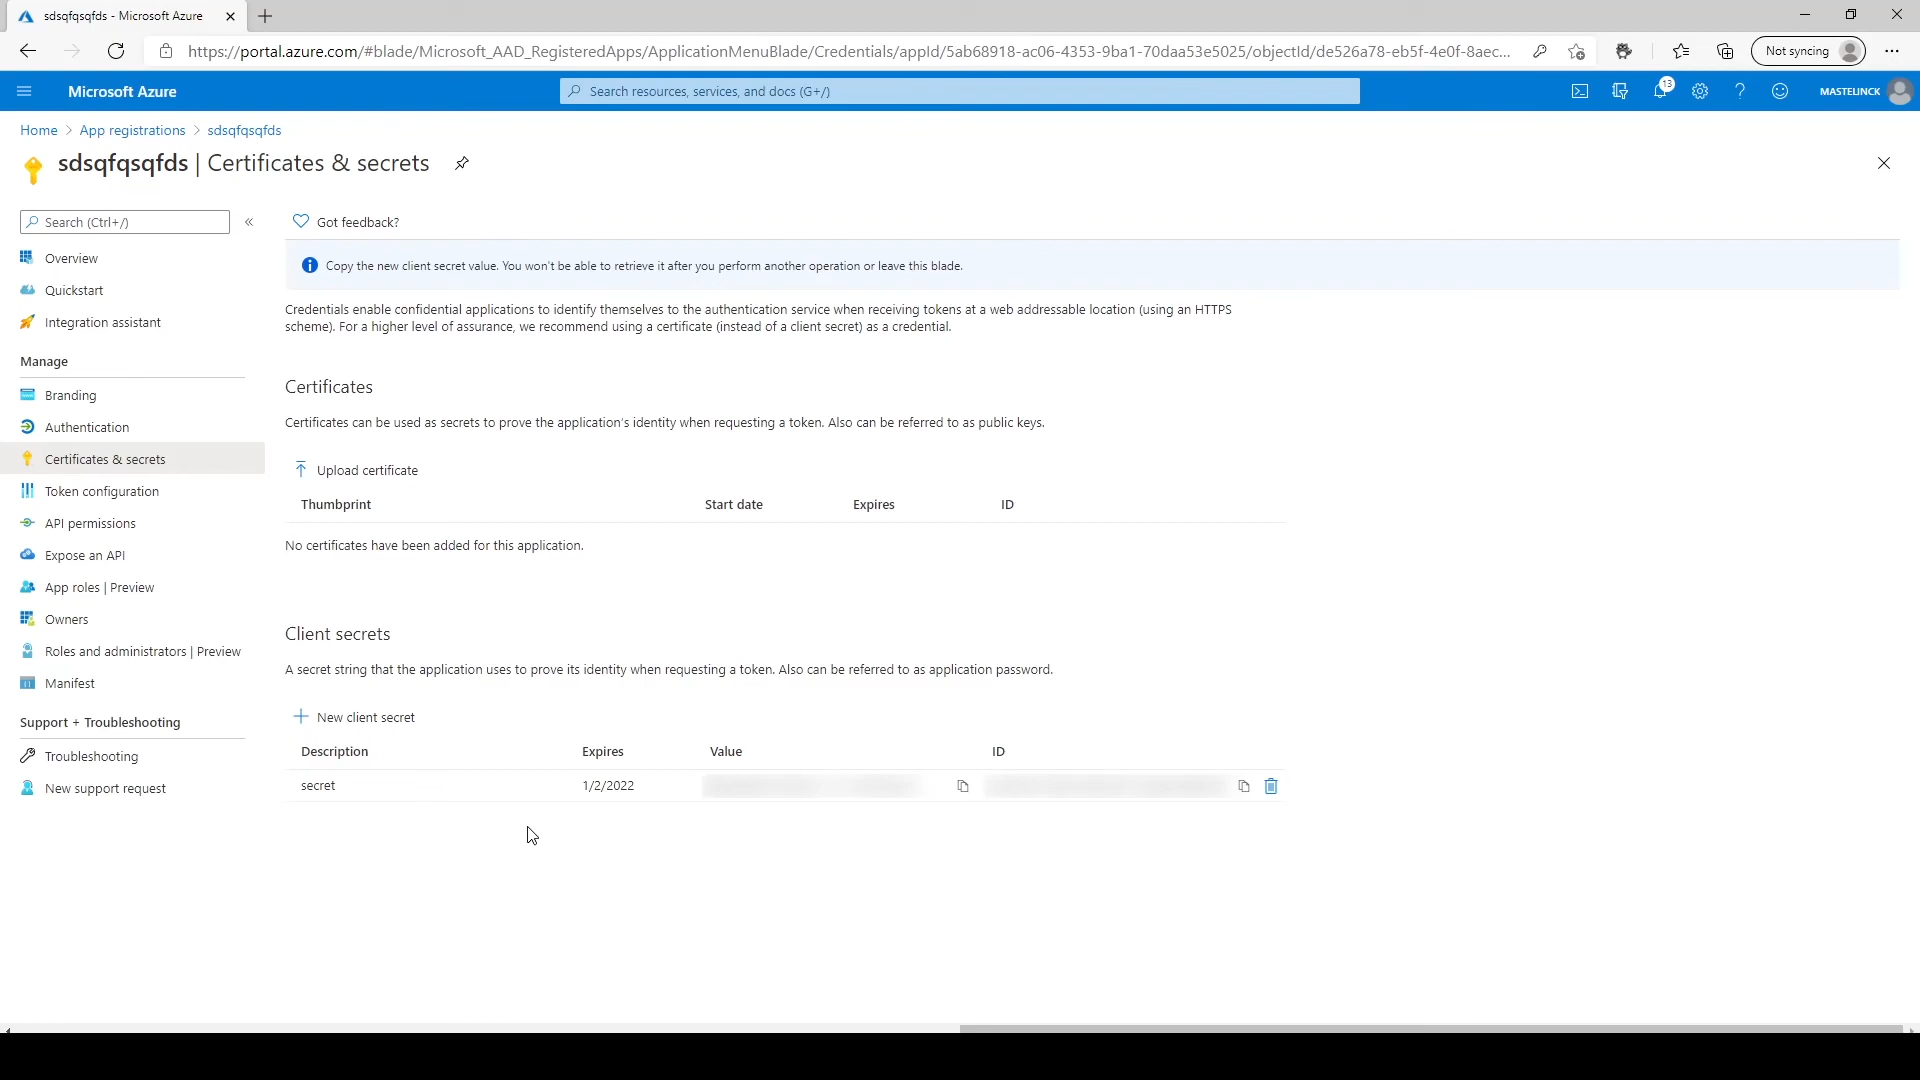 sdsqfqsqfds - Microsoft Azure
https://portal.azure.com/#blade/Microsoft_AAD_RegisteredApps/ApplicationMenuBlade/Credentials/appId/5ab68918-ac06-4353-9ba1-70daa53e5025/objectId/de526a78-eb5f-4e0f-8aec...
Not syncing
Microsoft Azure
Search resources, services, and docs (G+/)
13
MASTELINCK
Home > App registrations > sdsqfqsqfds
sdsqfqsqfds | Certificates & secrets
Search (Ctrl+/)
«
Overview
Quickstart
Integration assistant
Manage
Branding
Authentication
Certificates & secrets
Token configuration
API permissions
Expose an API
App roles | Preview
Owners
Roles and administrators | Preview
Manifest
Support + Troubleshooting
Troubleshooting
New support request
Got feedback?
Copy the new client secret value. You won't be able to retrieve it after you perform another operation or leave this blade.
Credentials enable confidential applications to identify themselves to the authentication service when receiving tokens at a web addressable location (using an HTTPS
scheme). For a higher level of assurance, we recommend using a certificate (instead of a client secret) as a credential.
Certificates
Certificates can be used as secrets to prove the application's identity when requesting a token. Also can be referred to as public keys.
Upload certificate
Thumbprint Start date Expires ID
No certificates have been added for this application.
Client secrets
A secret string that the application uses to prove its identity when requesting a token. Also can be referred to as application password.
New client secret
Description Expires Value ID
secret 1/2/2022